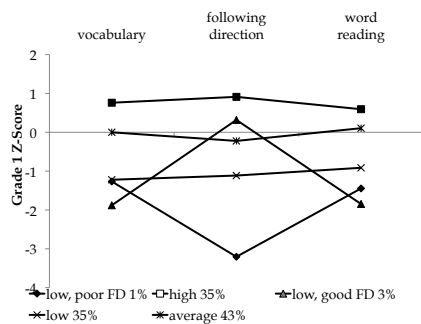 vocabulary following direction word reading
Grade 1 Z-Score
2
1
0
-1
-2
-3
-4
low, poor FD 1% high 35% low, good FD 3%
low 35% average 43%